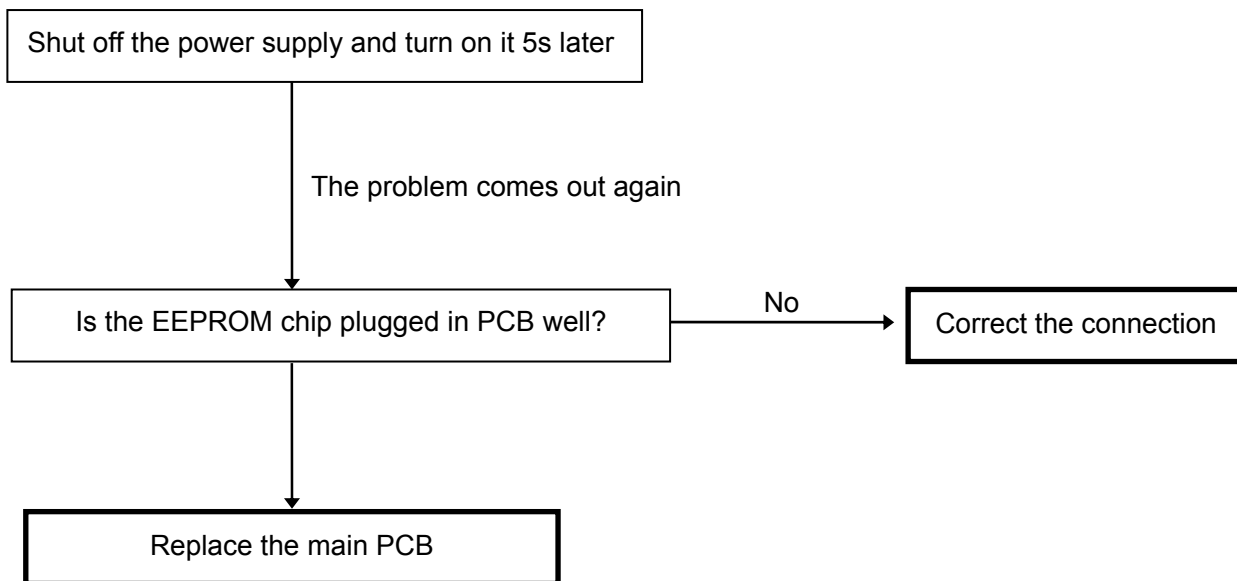 Shut off the power supply and turn on it 5s later
The problem comes out again
Is the EEPROM chip plugged in PCB well?
No
Correct the connection
Replace the main PCB